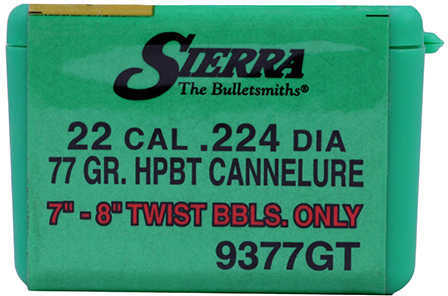 SIERRA
The Bulletsmiths®
22 CAL .224 DIA
77 GR. HPBT CANNELURE
7" - 8" TWIST BBLS. ONLY
9377GT